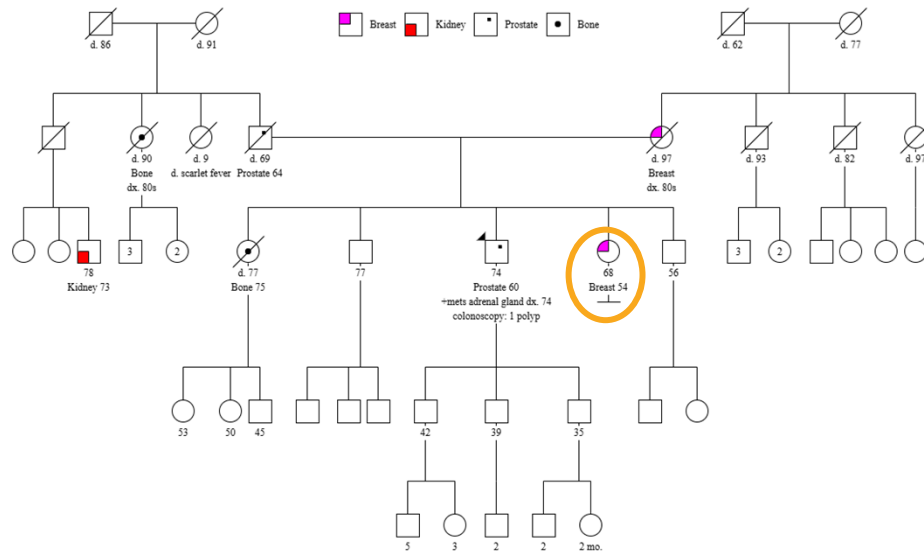 d. 86
d. 91
Breast
Kidney
Prostate
Bone
d. 62
d. 77
d. 90
Bone
dx. 80s
d. 9
d. scarlet fever
d. 69
Prostate 64
d. 97
Breast
dx. 80s
d. 93
d. 82
d. 97
78
Kidney 73
3
2
d. 77
Bone 75
77
74
Prostate 60
+mets adrenal gland dx. 74
colonoscopy: 1 polyp
68
Breast 54
56
3
2
53
50
45
42
39
35
5
3
2
2
2 mo.